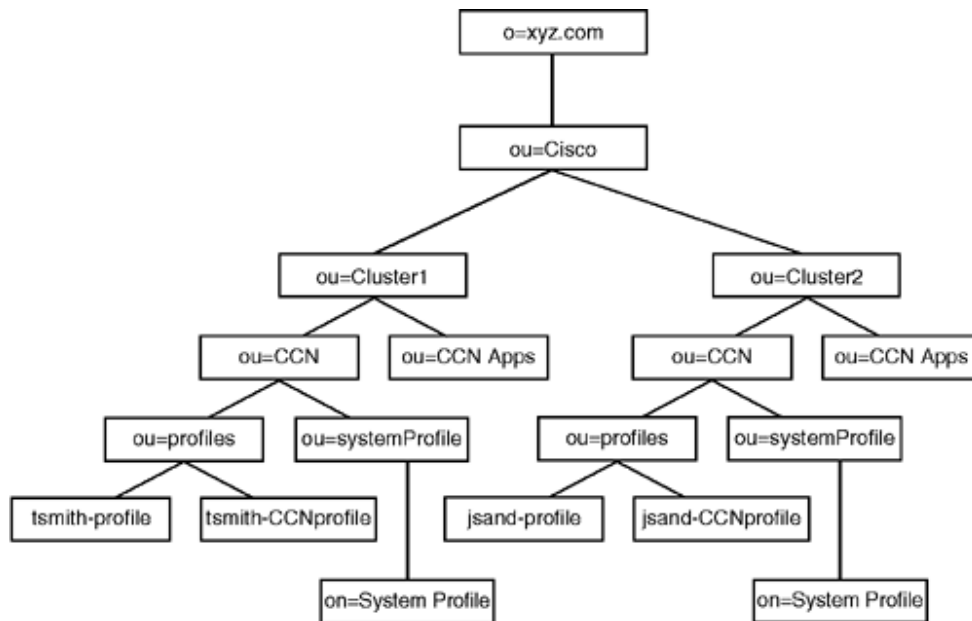 o=xyz.com
ou=Cisco
ou=Cluster1
ou=Cluster2
ou=CCN
ou=CCN Apps
ou=CCN
ou=CCN Apps
ou=profiles
ou=systemProfile
ou=profiles
ou=systemProfile
tsmith-profile
tsmith-CCNprofile
jsand-profile
jsand-CCNprofile
on=System Profile
on=System Profile